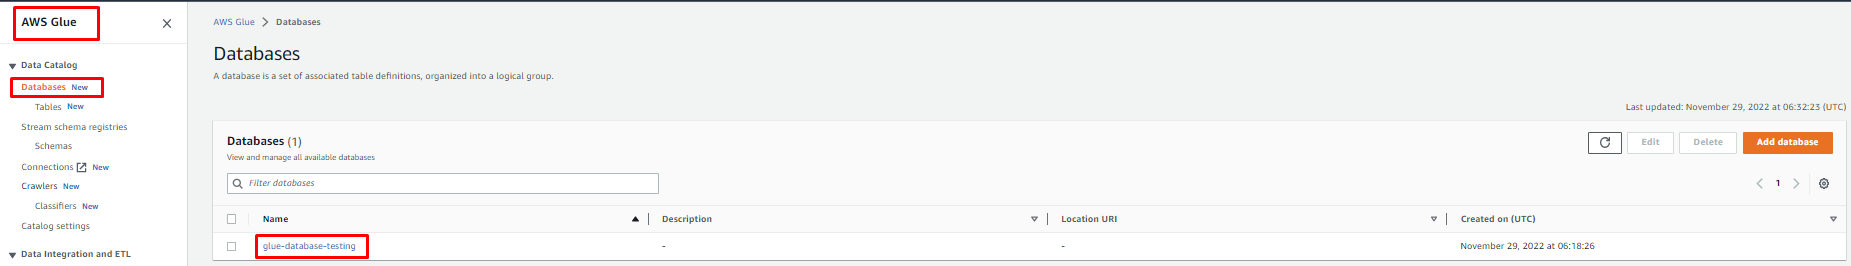 AWS Glue
Data Catalog
Databases New
Tables New
Stream schema registries
Schemas
Connections New
Crawlers New
Classifiers New
Catalog settings
Data Integration and ETL
AWS Glue > Databases
Databases
A database is a set of associated table definitions, organized into a logical group.
Last updated: November 29, 2022 at 06:32:23 (UTC)
Databases (1)
View and manage all available databases
Edit
Delete
Add database
Filter databases
1
Name Description Location URI Created on (UTC)
glue-database-testing - - November 29, 2022 at 06:18:26